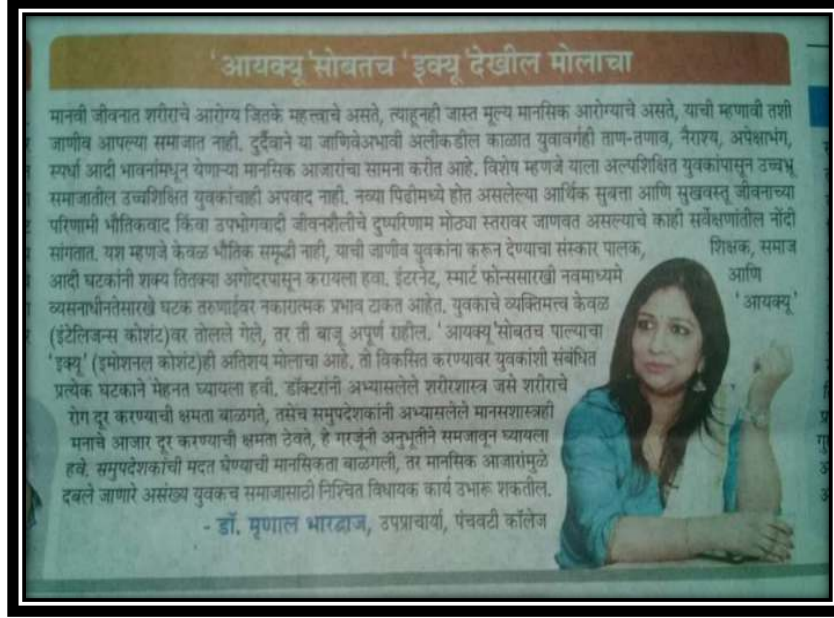 'आयक्यू'सोबतच 'इक्यू'देखील मोलाचा
मानवी जीवनात शरीराचे आरोग्य जितके महत्त्वाचे असते, त्याहूनही जास्त मूल्य मानसिक आरोग्याचे असते, याची म्हणावी तशी
जाणीव आपल्या समाजात नाही. दुर्दैवाने या जाणिवेअभावी अलीकडील काळात युवावर्गही ताण-तणाव, नैराश्य, अपेक्षाभंग,
स्पर्धा आदी भावनांमधून येणाऱ्या मानसिक आजारांचा सामना करीत आहे. विशेष म्हणजे याला अल्पशिक्षित युवकांपासून उच्चभ्रू
समाजातील उच्चशिक्षित युवकांचाही अपवाद नाही. नव्या पिढीमध्ये होत असलेल्या आर्थिक सुबत्ता आणि सुखवस्तू जीवनाच्या
परिणामी भौतिकवाद किंवा उपभोगवादी जीवनशैलीचे दुष्परिणाम मोठ्या स्तरावर जाणवत असल्याचे काही सर्वेक्षणांतील नोंदी
सांगतात. यश म्हणजे केवळ भौतिक समृद्धी नाही, याची जाणीव युवकांना करून देण्याचा संस्कार पालक, शिक्षक, समाज
आदी घटकांनी शक्य तितक्या अगोदरपासून करायला हवा. इंटरनेट, स्मार्ट फोन्ससारखी नवमाध्यमे आणि
व्यसनाधीनतेसारखे घटक तरुणाईवर नकारात्मक प्रभाव टाकत आहेत. युवकाचे व्यक्तिमत्त्व केवळ 'आयक्यू'
(इंटेलिजन्स कोशंट)वर तोलले गेले, तर ती बाजू अपूर्ण राहील. 'आयक्यू'सोबतच पाल्याचा
'इक्यू' (इमोशनल कोशंट)ही अतिशय मोलाचा आहे. तो विकसित करण्यावर युवकांशी संबंधित
प्रत्येक घटकाने मेहनत घ्यायला हवी. डॉक्टरांनी अभ्यासलेले शरीरशास्त्र जसे शरीराचे
रोग दूर करण्याची क्षमता बाळगते, तसेच समुपदेशकांनी अभ्यासलेले मानसशास्त्रही
मनाचे आजार दूर करण्याची क्षमता ठेवते, हे गरजूंनी अनुभूतीने समजावून घ्यायला
हवे. समुपदेशकांची मदत घेण्याची मानसिकता बाळगली, तर मानसिक आजारांमुळे
दबले जाणारे असंख्य युवकच समाजासाठी निश्चित विधायक कार्य उभारू शकतील.
- डॉ. मृणाल भारद्वाज, उपप्राचार्या, पंचवटी कॉलेज